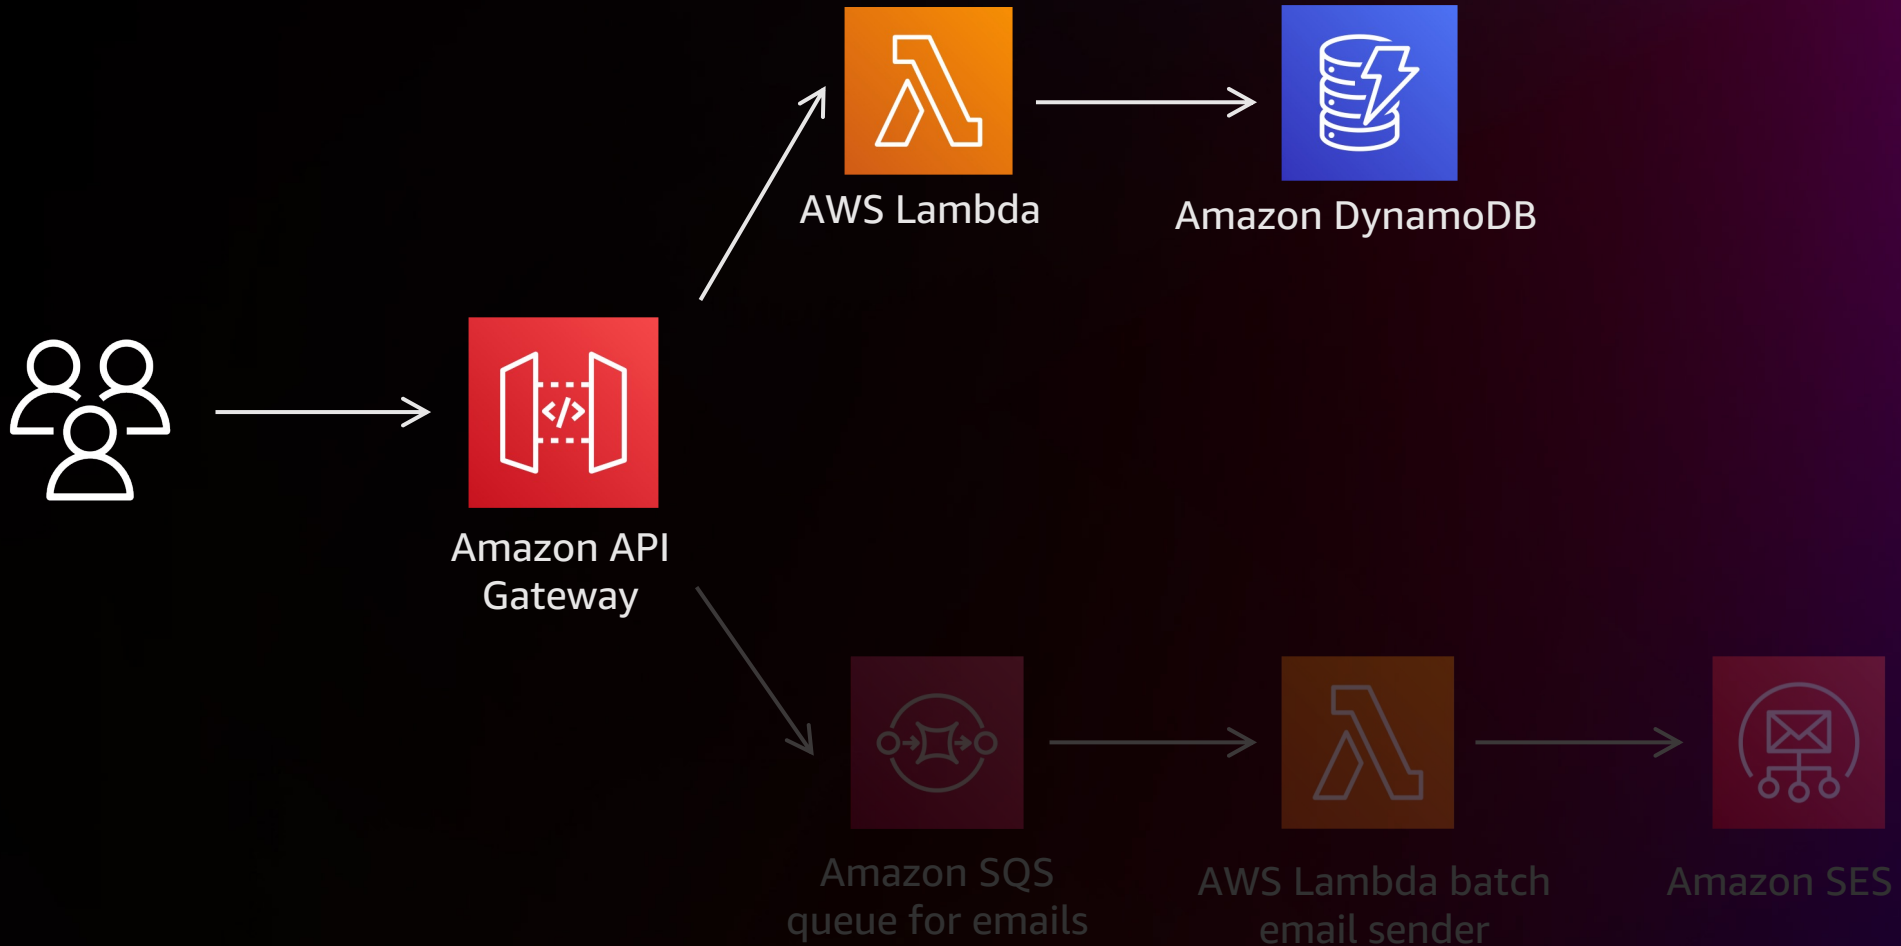 AWS Lambda
Amazon DynamoDB
</>
Amazon API
Gateway
Amazon SQS
queue for emails
AWS Lambda batch
email sender
Amazon SES